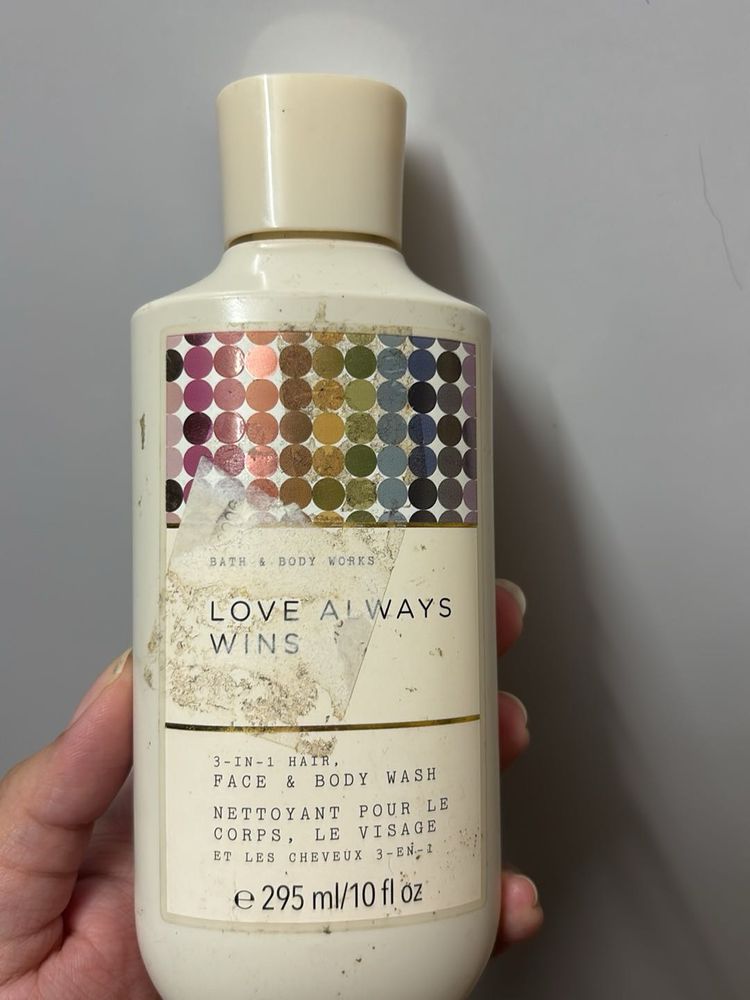 BATH & BODY WORKS
LOVE ALWAYS
WINS
3-IN-1 HAIR,
FACE & BODY WASH
NETTOYANT POUR LE
CORPS, LE VISAGE
ET LES CHEVEUX 3-EN-1
℮ 295 ml/10 fl oz